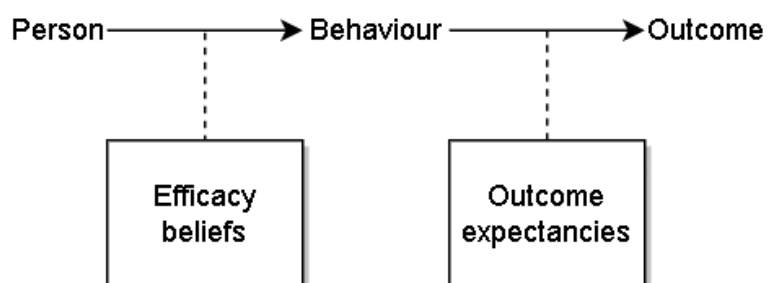 Person Behaviour Outcome
Efficacy Outcome
beliefs expectancies